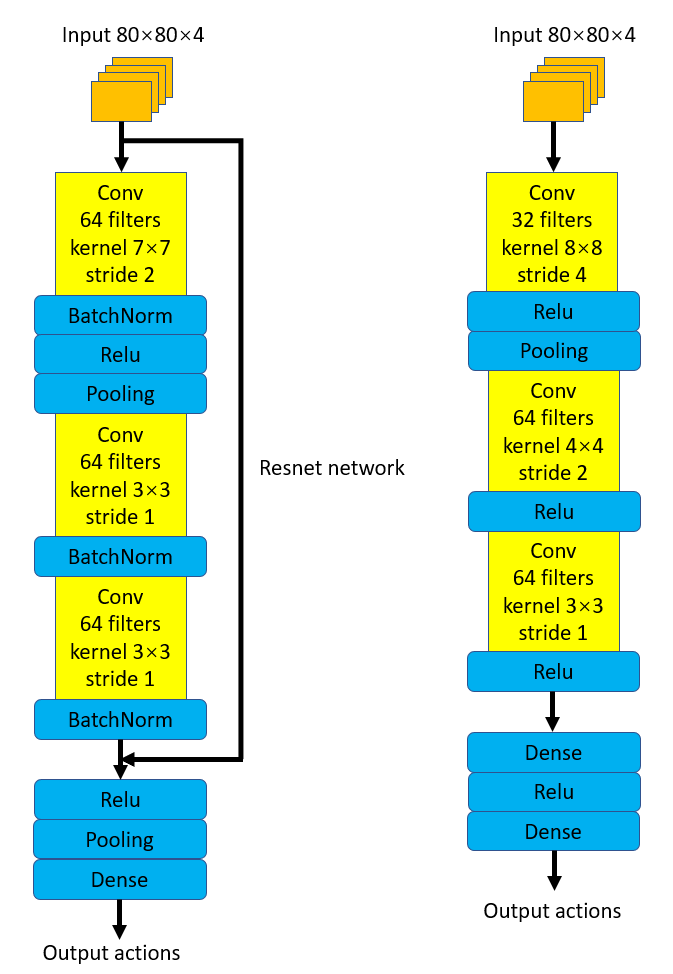 Input 80×80×4
Conv
64 filters
kernel 7×7
stride 2
BatchNorm
Relu
Pooling
Conv
64 filters
kernel 3×3
stride 1
BatchNorm
Conv
64 filters
kernel 3×3
stride 1
BatchNorm
Relu
Pooling
Dense
Output actions
Resnet network
Input 80×80×4
Conv
32 filters
kernel 8×8
stride 4
Relu
Pooling
Conv
64 filters
kernel 4×4
stride 2
Relu
Conv
64 filters
kernel 3×3
stride 1
Relu
Dense
Relu
Dense
Output actions